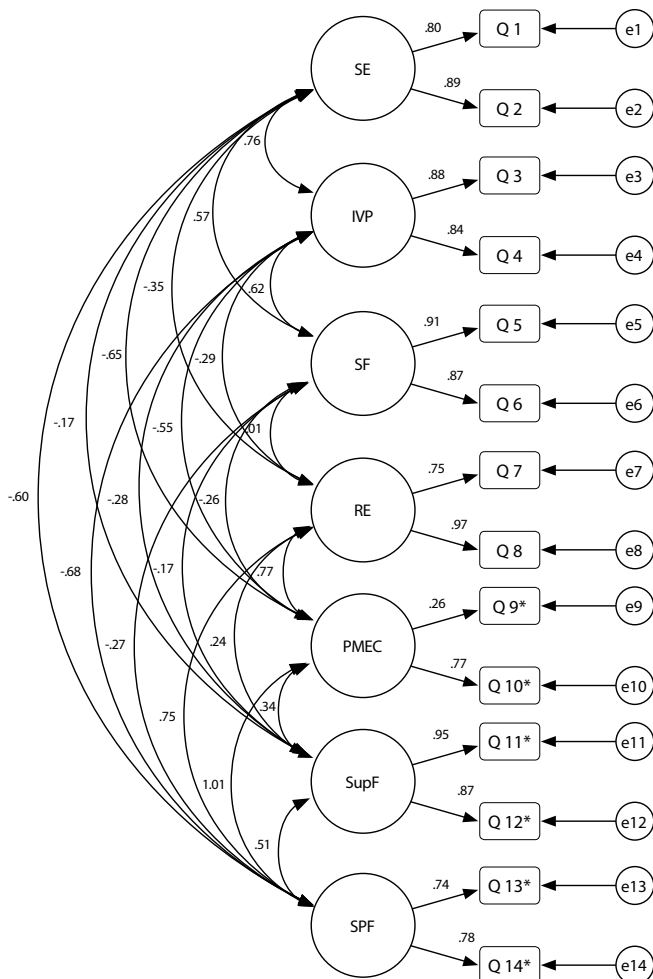 .80
Q 1
e1
SE
.89
Q 2
e2
.76
.88
Q 3
e3
IVP
.57
.84
Q 4
e4
-.35
.62
.91
Q 5
e5
-.65
-.29
SF
.87
Q 6
e6
-.17
-.55
.01
.75
Q 7
e7
-.60
-.28
-.26
RE
.97
Q 8
e8
-.68
-.17
.77
.26
Q 9*
e9
-.27
.24
PMEC
.77
Q 10*
e10
.75
.34
.95
Q 11*
e11
1.01
SupF
.87
Q 12*
e12
.51
.74
Q 13*
e13
SPF
.78
Q 14*
e14